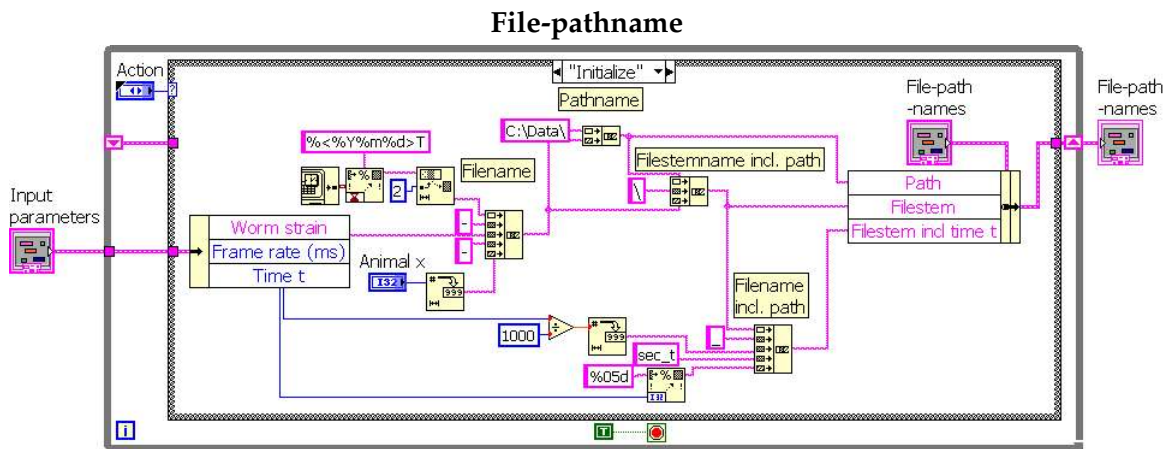 File-pathname
Action
"Initialize"
Pathname
File-path
-names
File-path
-names
C:\Data\
%<%Y%m%d>T
Filename
Filestemname incl. path
2
\
Input
parameters
Path
Filestem
Filestem incl time t
Worm strain
Frame rate (ms)
Time t
-
-
Animal x
I32
999
Filename
incl. path
1000
÷
999
_
sec_t
%05d
I32
i
T